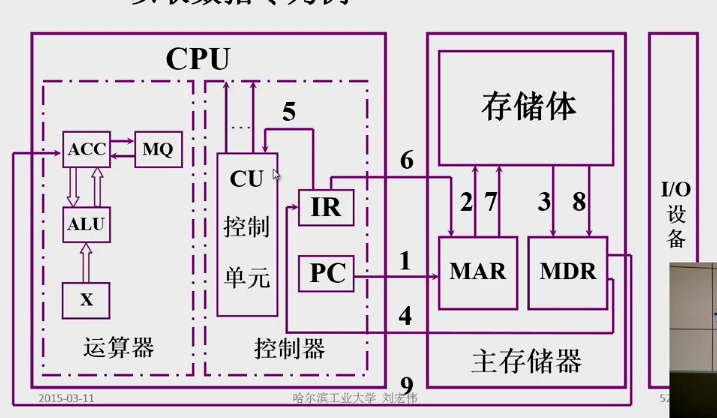 CPU
5
存储体
ACC
MQ
CU
控制
单元
6
2
7
3
8
I/O
设
备
IR
ALU
1
MAR
MDR
PC
X
4
运算器
控制器
主存储器
9
2015-03-11
哈尔滨工业大学 刘宏伟